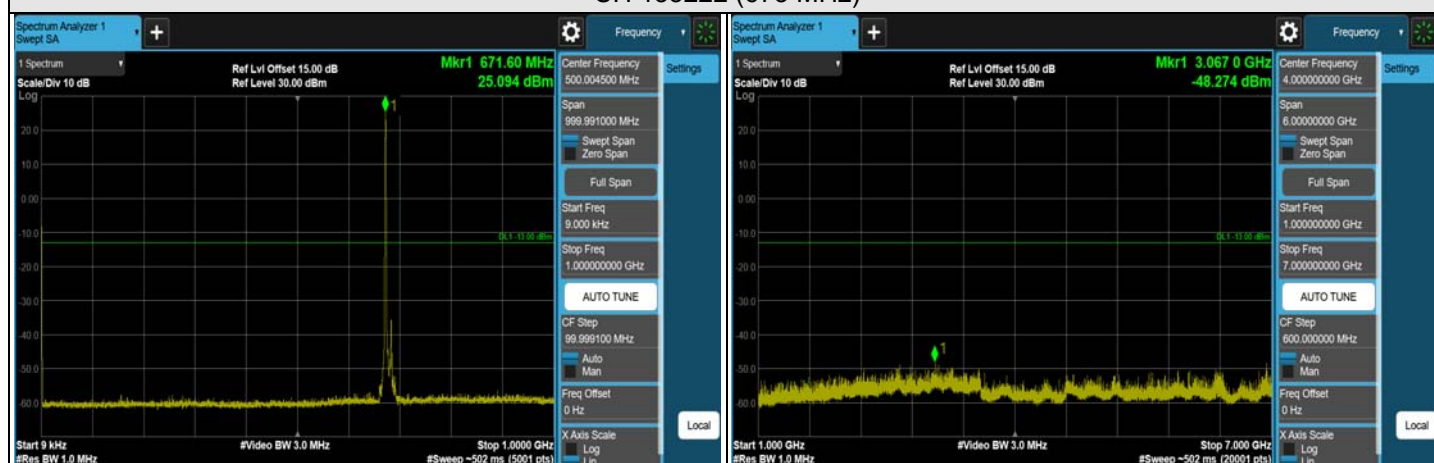 Spectrum Analyzer 1
Swept SA
+
Frequency
1 Spectrum
Scale/Div 10 dB
Ref Lvl Offset 15.00 dB
Ref Level 30.00 dBm
Mkr1 671.60 MHz
25.094 dBm
Log
1
20.0
10.0
0.00
-10.0
DL1 -13.00 dBm
-20.0
-30.0
-40.0
-50.0
-60.0
Start 9 kHz
#Res BW 1.0 MHz
#Video BW 3.0 MHz
Stop 1.0000 GHz
#Sweep ~502 ms (5001 pts)
Center Frequency
500.004500 MHz
Settings
Span
999.991000 MHz
Swept Span
Zero Span
Full Span
Start Freq
9.000 kHz
Stop Freq
1.000000000 GHz
AUTO TUNE
CF Step
99.999100 MHz
Auto
Man
Freq Offset
0 Hz
Local
X Axis Scale
Log
Lin
Spectrum Analyzer 1
Swept SA
+
Frequency
1 Spectrum
Scale/Div 10 dB
Ref Lvl Offset 15.00 dB
Ref Level 30.00 dBm
Mkr1 3.067 0 GHz
-48.274 dBm
Log
20.0
10.0
0.00
-10.0
DL1 -13.00 dBm
-20.0
-30.0
-40.0
1
-50.0
-60.0
Start 1.000 GHz
#Res BW 1.0 MHz
#Video BW 3.0 MHz
Stop 7.000 GHz
#Sweep ~502 ms (20001 pts)
Center Frequency
4.000000000 GHz
Settings
Span
6.00000000 GHz
Swept Span
Zero Span
Full Span
Start Freq
1.000000000 GHz
Stop Freq
7.000000000 GHz
AUTO TUNE
CF Step
600.000000 MHz
Auto
Man
Freq Offset
0 Hz
Local
X Axis Scale
Log
Lin